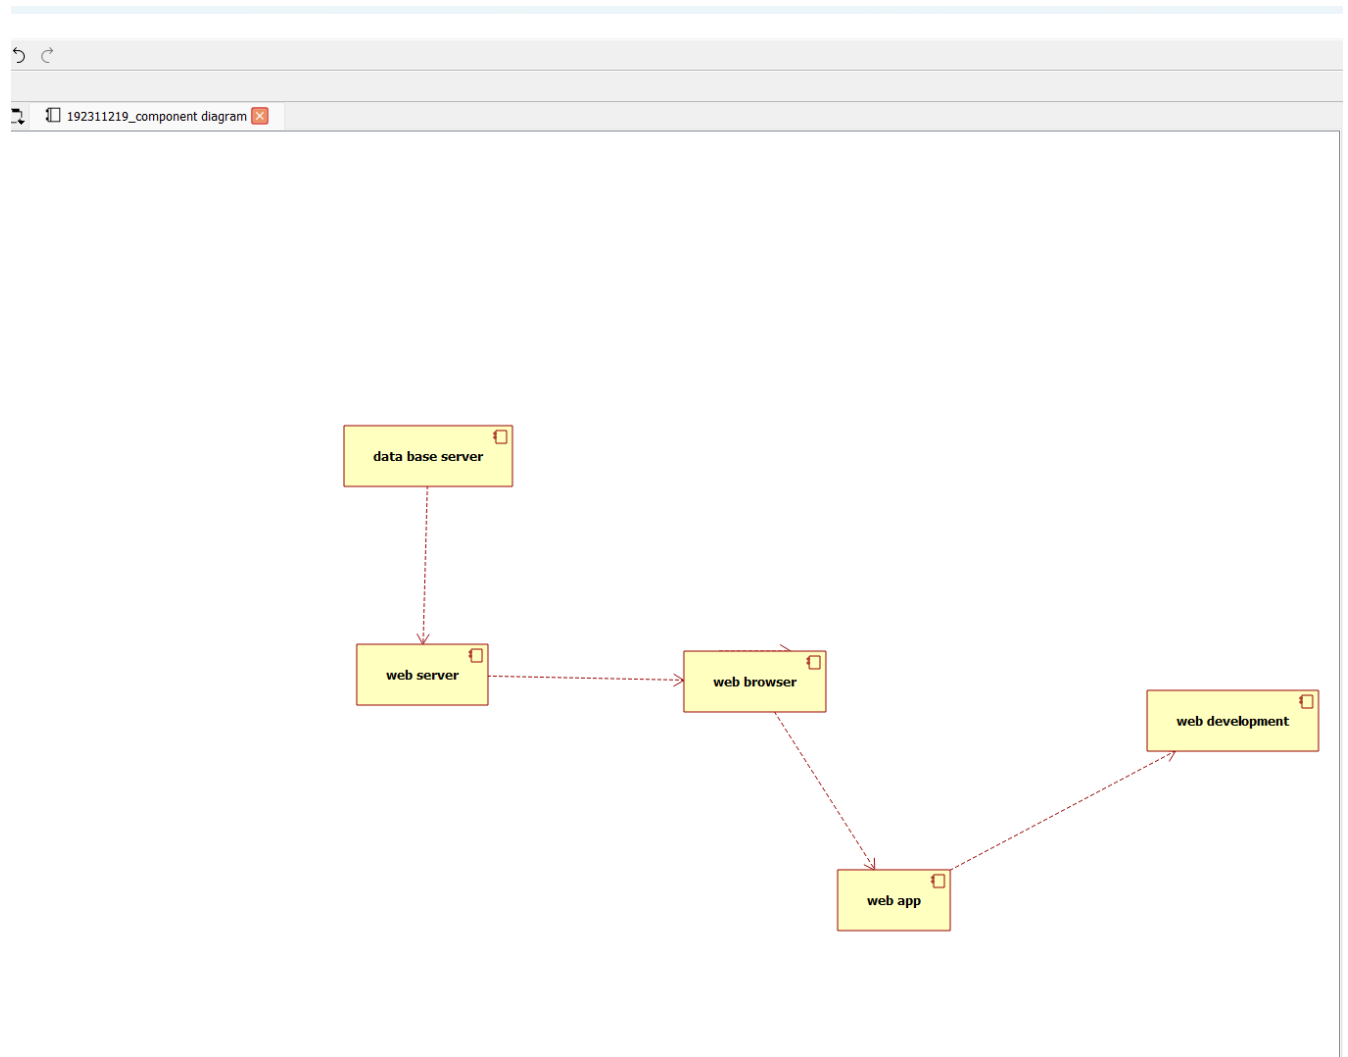 192311219_component diagram
data base server
web server
web browser
web development
web app